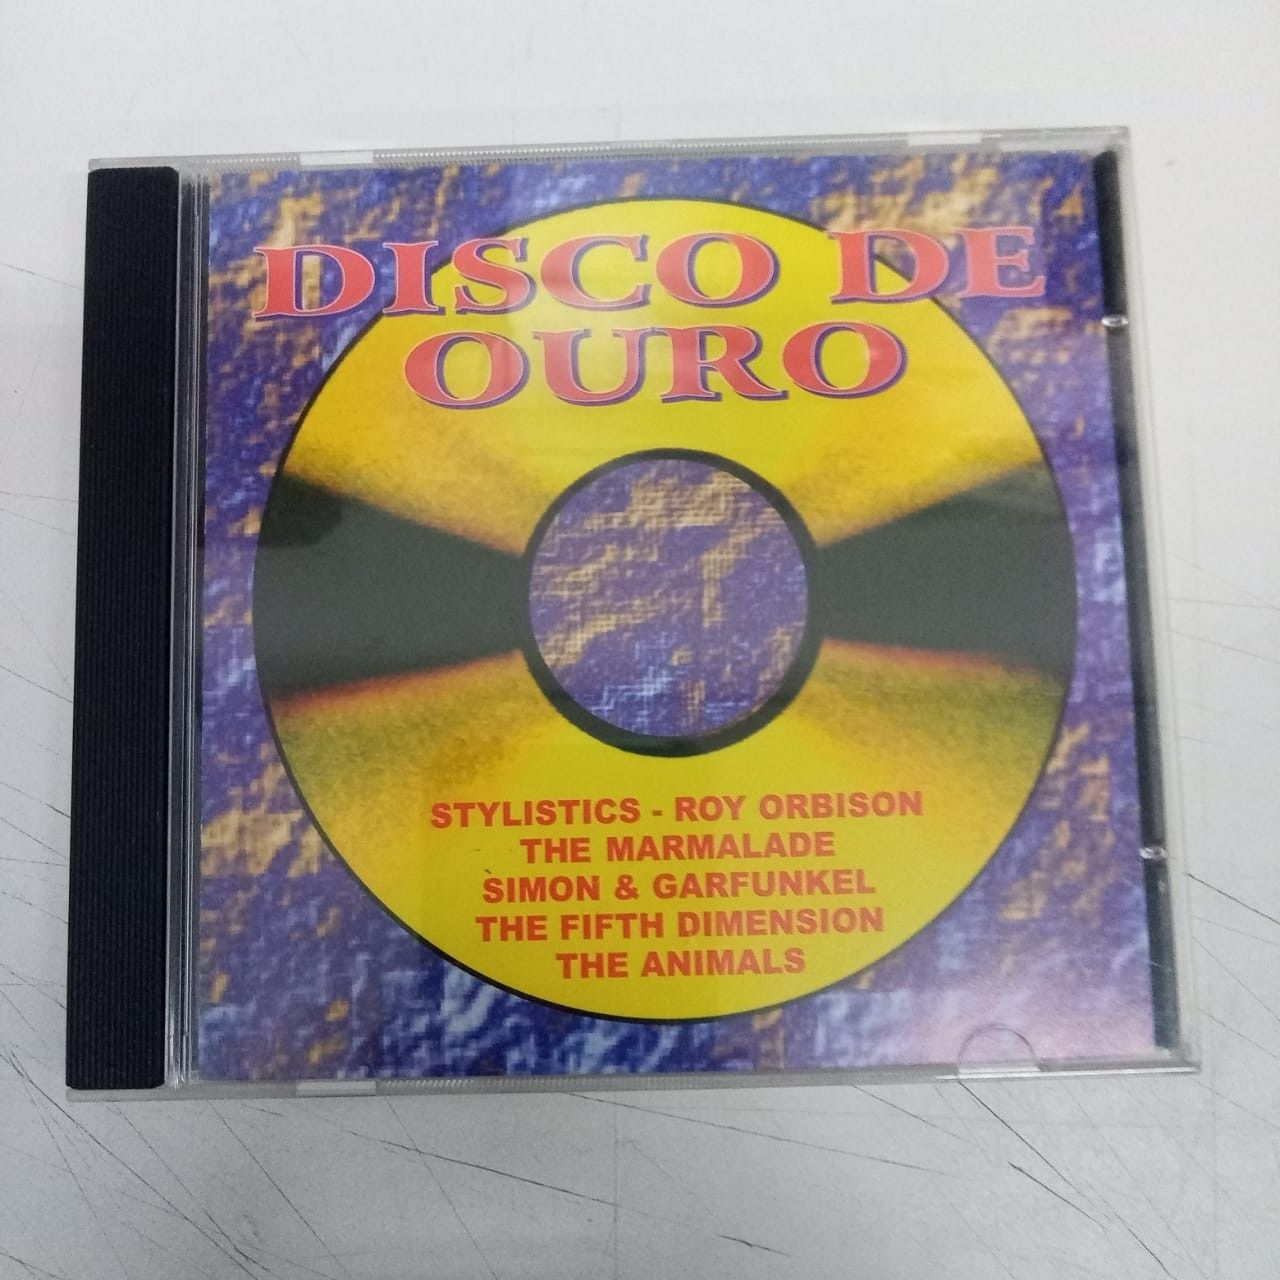 DISCO DE
OURO
STYLISTICS - ROY ORBISON
THE MARMALADE
SIMON & GARFUNKEL
THE FIFTH DIMENSION
THE ANIMALS